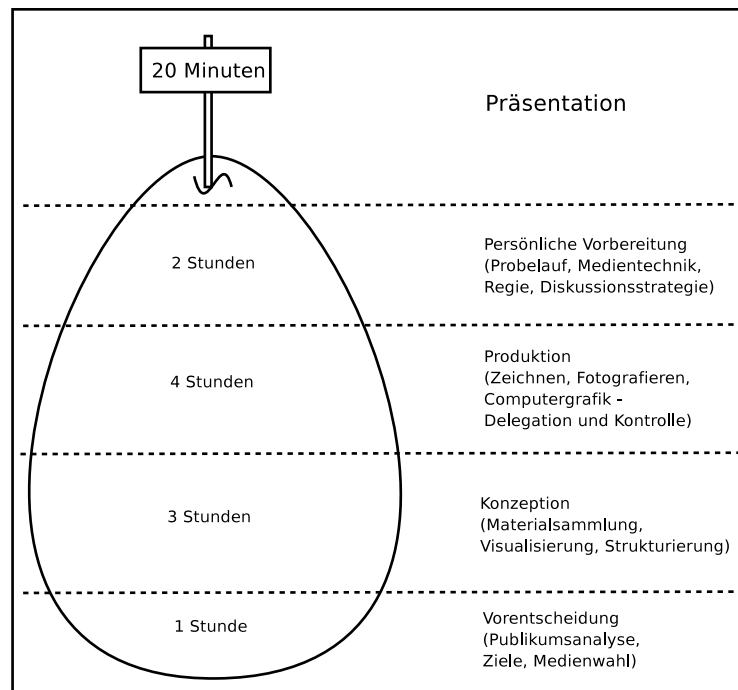 20 Minuten
Präsentation
2 Stunden
Persönliche Vorbereitung
(Probelauf, Medientechnik,
Regie, Diskussionsstrategie)
4 Stunden
Produktion
(Zeichnen, Fotografieren,
Computergrafik -
Delegation und Kontrolle)
3 Stunden
Konzeption
(Materialsammlung,
Visualisierung, Strukturierung)
1 Stunde
Vorentscheidung
(Publikumsanalyse,
Ziele, Medienwahl)